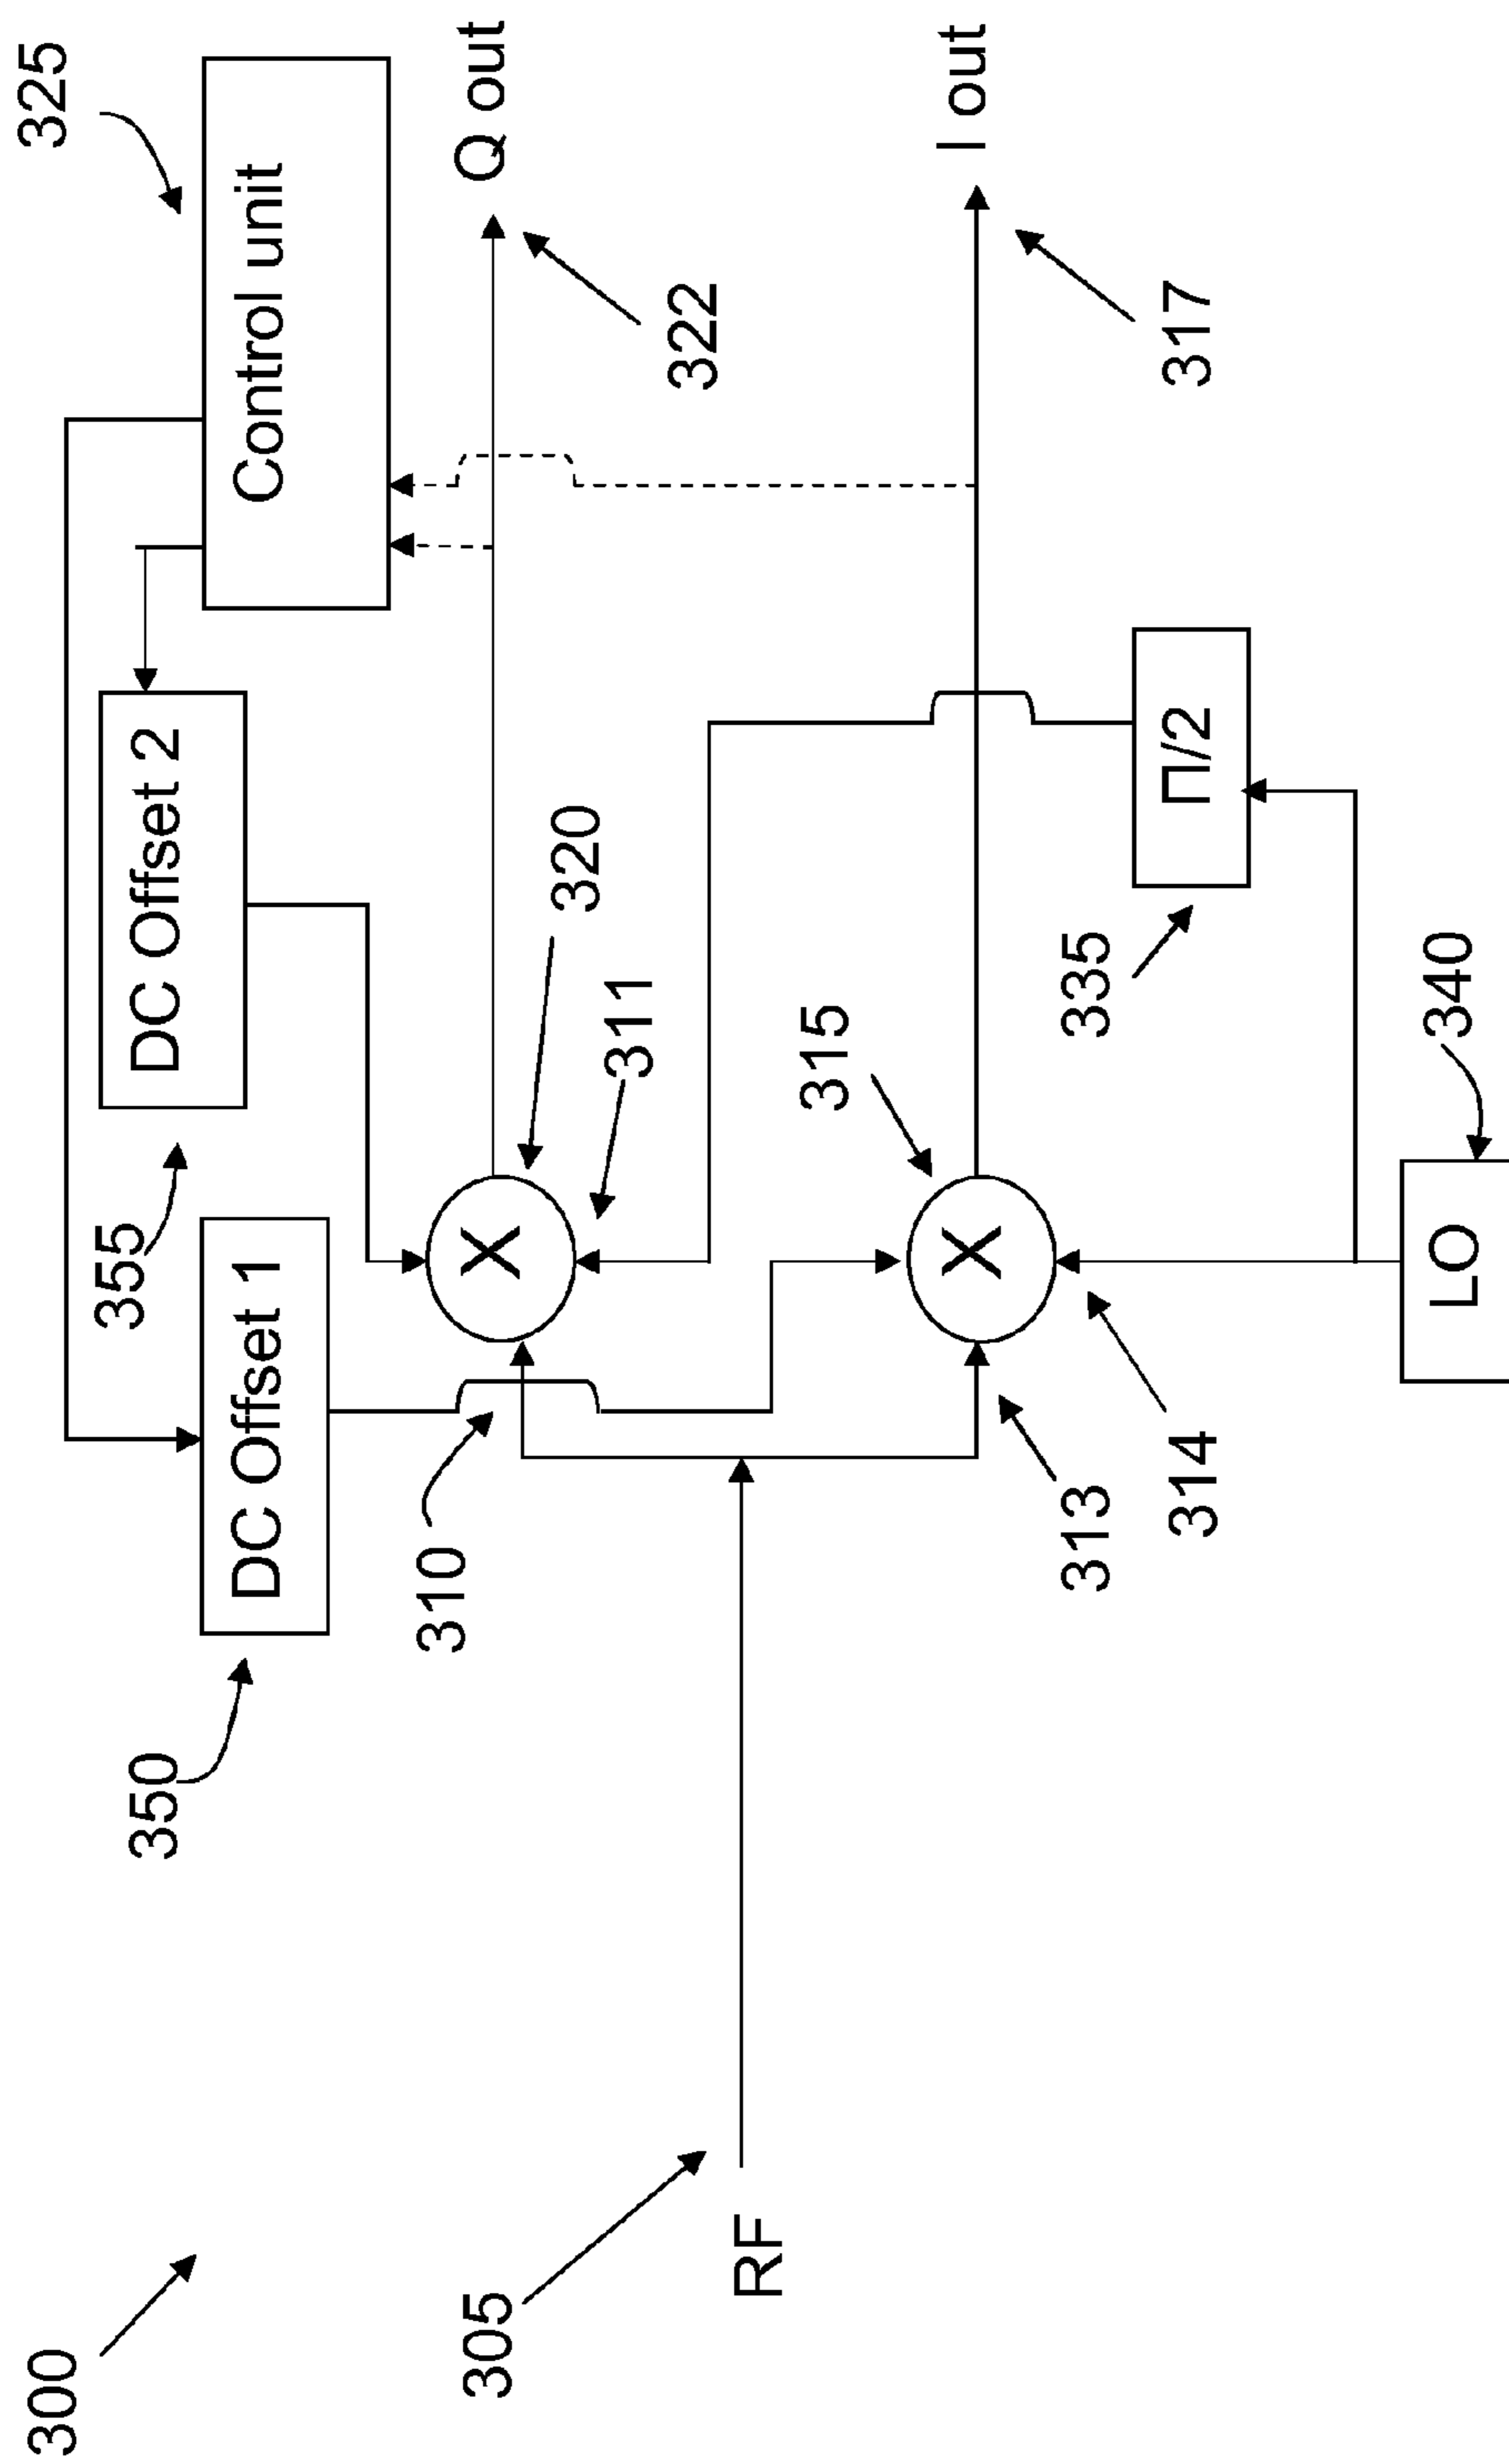 300
305
RF
350
DC Offset 1
355
DC Offset 2
325
Control unit
310
X
320
311
Q out
322
313
314
X
315
I out
317
335
Π/2
LO
340